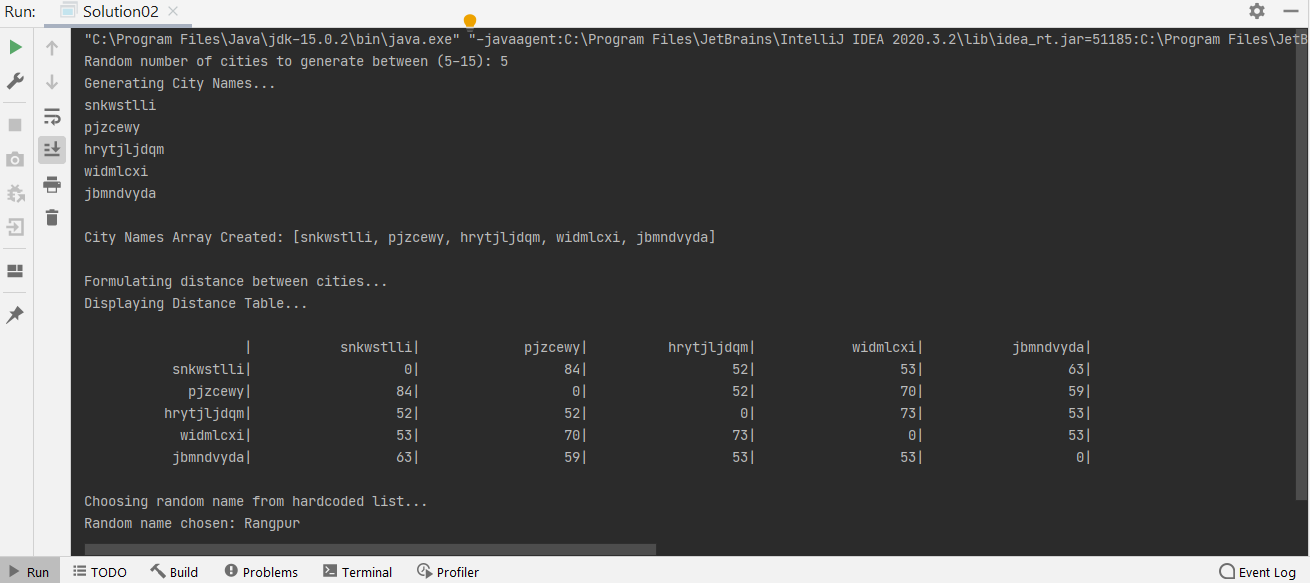 Run: Solution02
"C:\Program Files\Java\jdk-15.0.2\bin\java.exe" "-javaagent:C:\Program Files\JetBrains\IntelliJ IDEA 2020.3.2\lib\idea_rt.jar=51185:C:\Program Files\JetB
Random number of cities to generate between (5-15): 5
Generating City Names...
snkwstlli
pjzcewy
hrytjljdqm
widmlcxi
jbmndvyda
City Names Array Created: [snkwstlli, pjzcewy, hrytjljdqm, widmlcxi, jbmndvyda]
Formulating distance between cities...
Displaying Distance Table...
| snkwstlli| pjzcewy| hrytjljdqm| widmlcxi| jbmndvyda|
snkwstlli| 0| 84| 52| 53| 63|
pjzcewy| 84| 0| 52| 70| 59|
hrytjljdqm| 52| 52| 0| 73| 53|
widmlcxi| 53| 70| 73| 0| 53|
jbmndvyda| 63| 59| 53| 53| 0|
Choosing random name from hardcoded list...
Random name chosen: Rangpur
Run TODO Build Problems Terminal Profiler Event Log